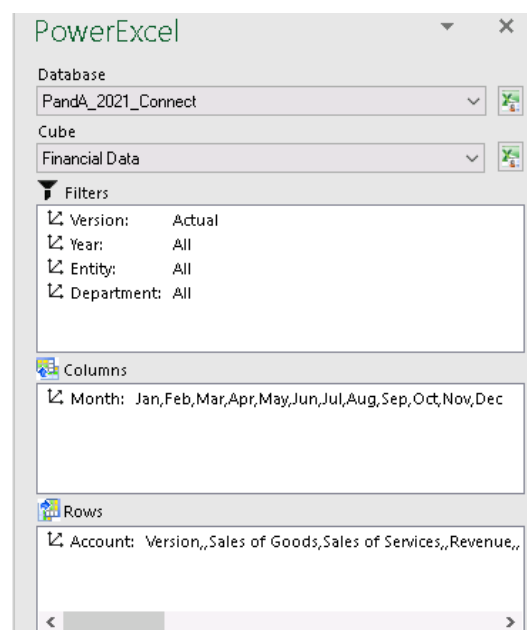 PowerExcel
Database
PandA_2021_Connect
Cube
Financial Data
Filters
Version: Actual
Year: All
Entity: All
Department: All
Columns
Month: Jan,Feb,Mar,Apr,May,Jun,Jul,Aug,Sep,Oct,Nov,Dec
Rows
Account: Version,,Sales of Goods,Sales of Services,,Revenue,,